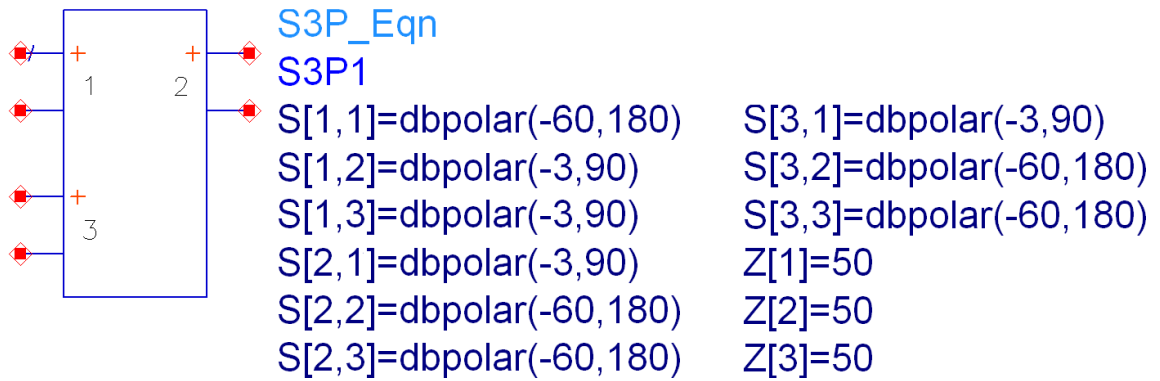 S3P_Eqn
S3P1
+
1
+
2
+
3
S[1,1]=dbpolar(-60,180)
S[1,2]=dbpolar(-3,90)
S[1,3]=dbpolar(-3,90)
S[2,1]=dbpolar(-3,90)
S[2,2]=dbpolar(-60,180)
S[2,3]=dbpolar(-60,180)
S[3,1]=dbpolar(-3,90)
S[3,2]=dbpolar(-60,180)
S[3,3]=dbpolar(-60,180)
Z[1]=50
Z[2]=50
Z[3]=50